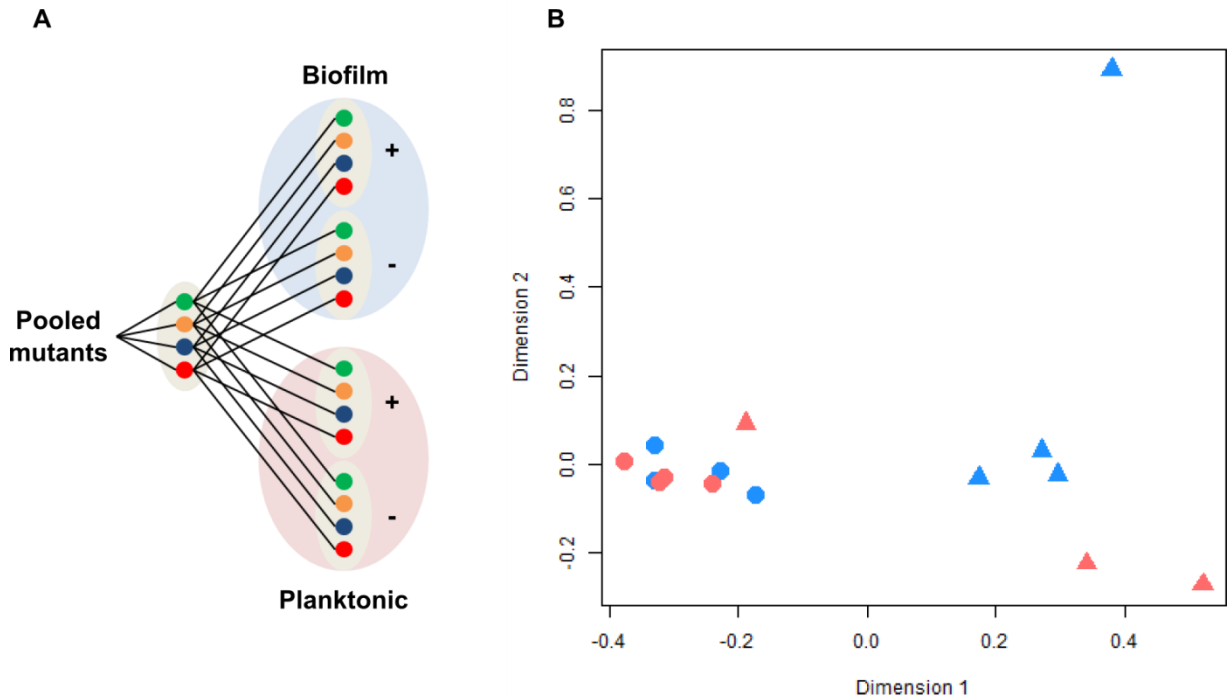 A
B
Biofilm
+
-
Pooled
mutants
+
-
Planktonic
0.8
0.6
0.4
0.2
0.0
-0.2
Dimension 2
-0.4
-0.2
0.0
0.2
0.4
Dimension 1